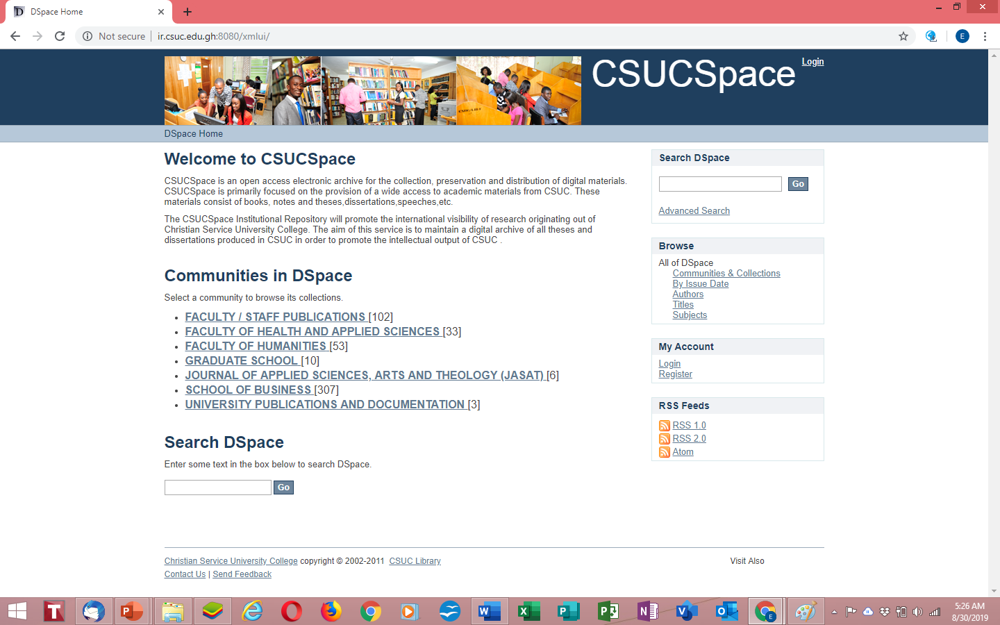 DSpace Home
Not secure
ir.csuc.edu.gh:8080/xmlui/
E
CSUCSpace
Login
DSpace Home
Welcome to CSUCSpace
CSUCSpace is an open access electronic archive for the collection, preservation and distribution of digital materials.
CSUCSpace is primarily focused on the provision of a wide access to academic materials from CSUC. These
materials consist of books, notes and theses,dissertations,speeches,etc.
The CSUCSpace Institutional Repository will promote the international visibility of research originating out of
Christian Service University College. The aim of this service is to maintain a digital archive of all theses and
dissertations produced in CSUC in order to promote the intellectual output of CSUC .
Communities in DSpace
Select a community to browse its collections.
FACULTY / STAFF PUBLICATIONS [102]
FACULTY OF HEALTH AND APPLIED SCIENCES [33]
FACULTY OF HUMANITIES [53]
GRADUATE SCHOOL [10]
JOURNAL OF APPLIED SCIENCES, ARTS AND THEOLOGY (JASAT) [6]
SCHOOL OF BUSINESS [307]
UNIVERSITY PUBLICATIONS AND DOCUMENTATION [3]
Search DSpace
Enter some text in the box below to search DSpace.
Go
Search DSpace
Go
Advanced Search
Browse
All of DSpace
Communities & Collections
By Issue Date
Authors
Titles
Subjects
My Account
Login
Register
RSS Feeds
RSS 1.0
RSS 2.0
Atom
Christian Service University College copyright © 2002-2011 CSUC Library
Visit Also
Contact Us | Send Feedback
5:26 AM
8/30/2019